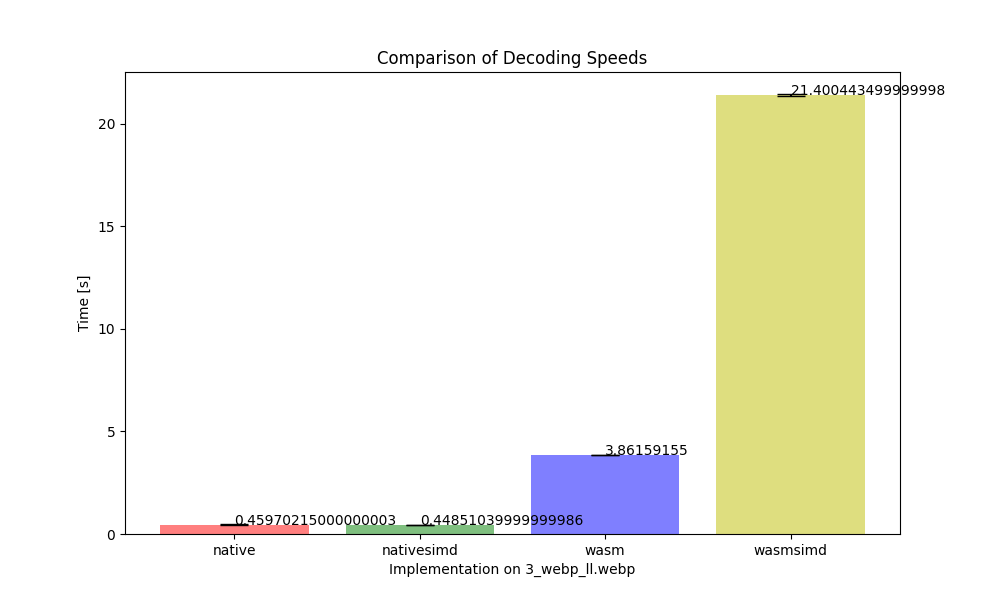 Comparison of Decoding Speeds
21.400443499999998
20
15
Time [s]
10
5
3.86159155
0.45970215000000003
0.44851039999999986
0
native
nativesimd
wasm
wasmsimd
Implementation on 3_webp_ll.webp